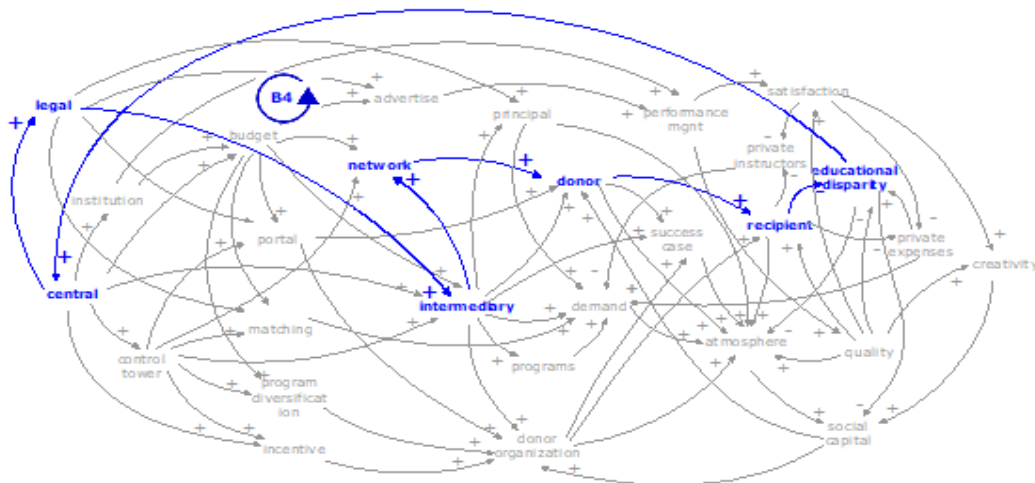 satisfaction
legal
B4
advertise
principal
performance
mgnt
budget
private
instructors
network
educational
disparity
donor
institution
recipient
portal
success
case
private
expenses
creativity
central
intermediary
demand
matching
atmosphere
quality
control
tower
programs
program
diversificat
ion
social
capital
incentive
donor
organization